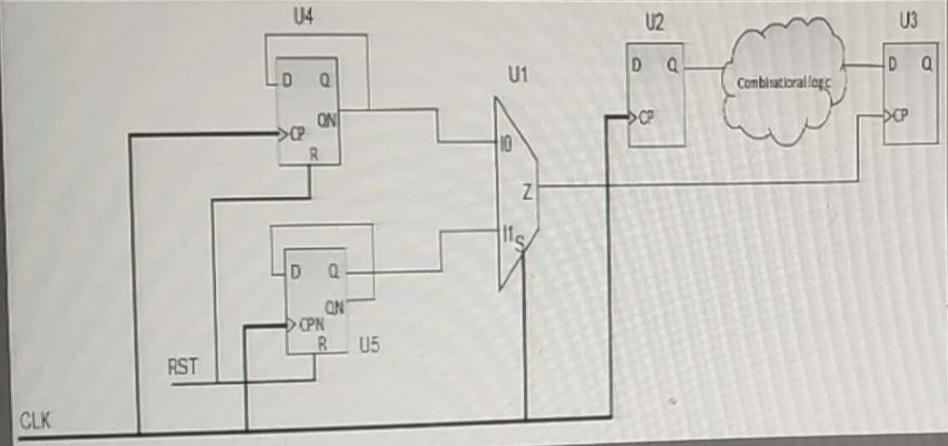 U4
D Q
QN
CP
R
U1
I0
Z
I1
S
U2
D Q
CP
Combinational logic
U3
D Q
CP
D Q
QN
CPN
R
U5
RST
CLK